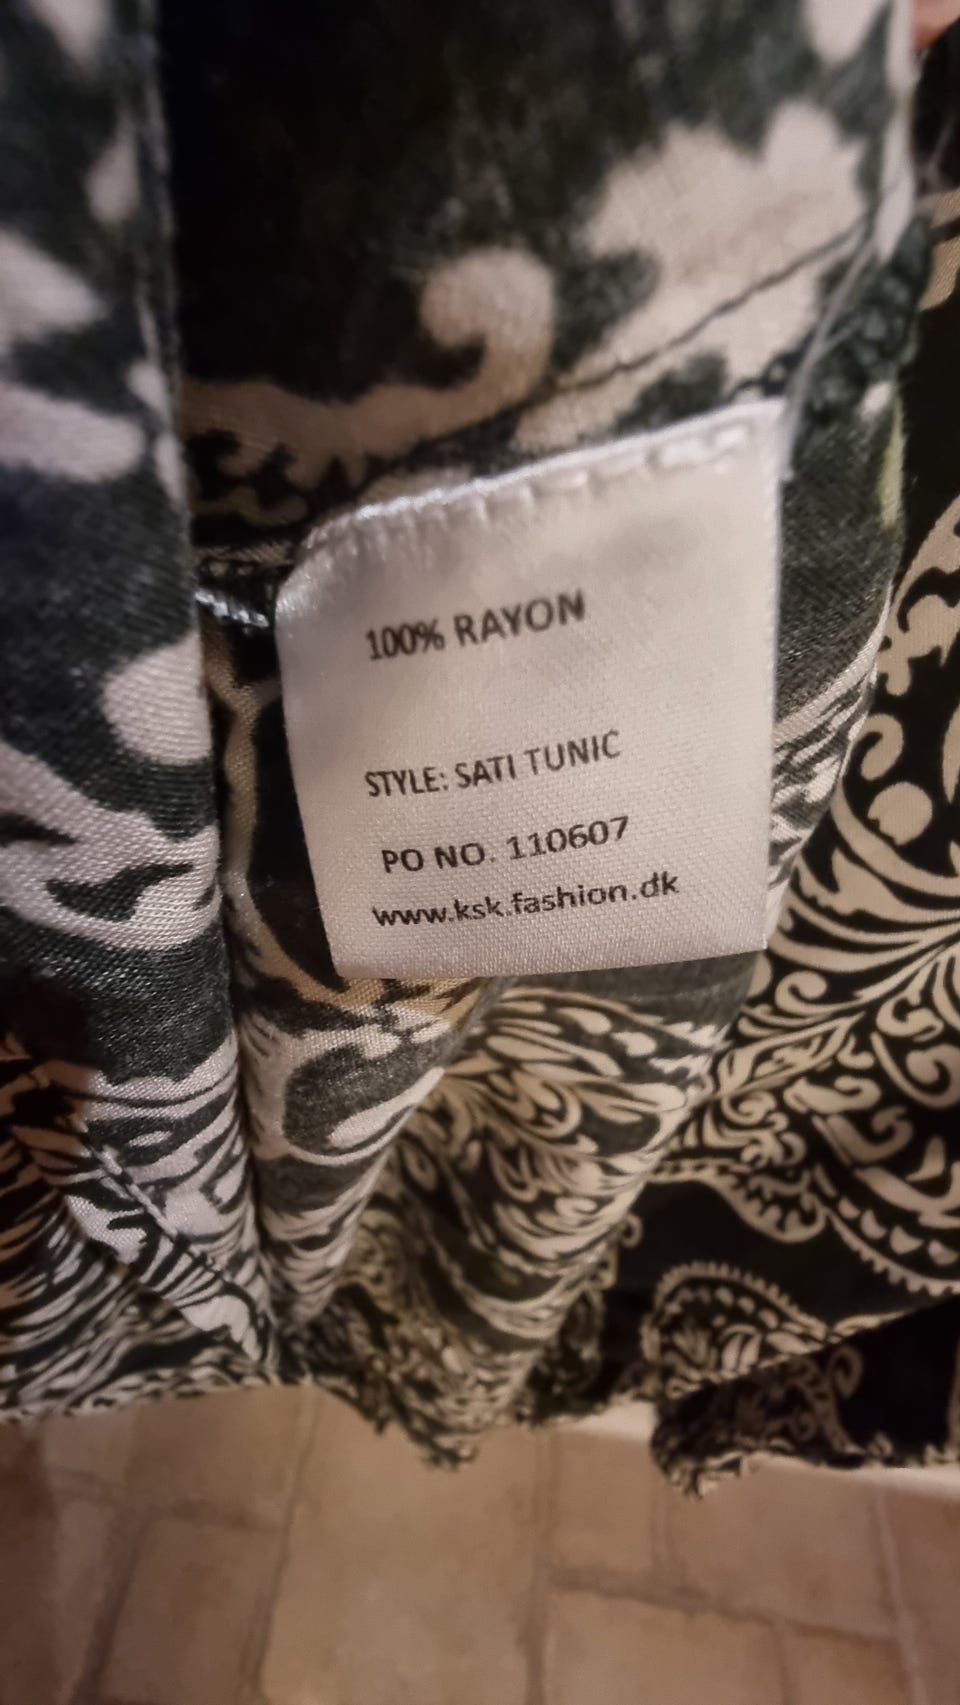 100% RAYON
STYLE: SATI TUNIC
PO NO. 110607
www.ksk.fashion.dk